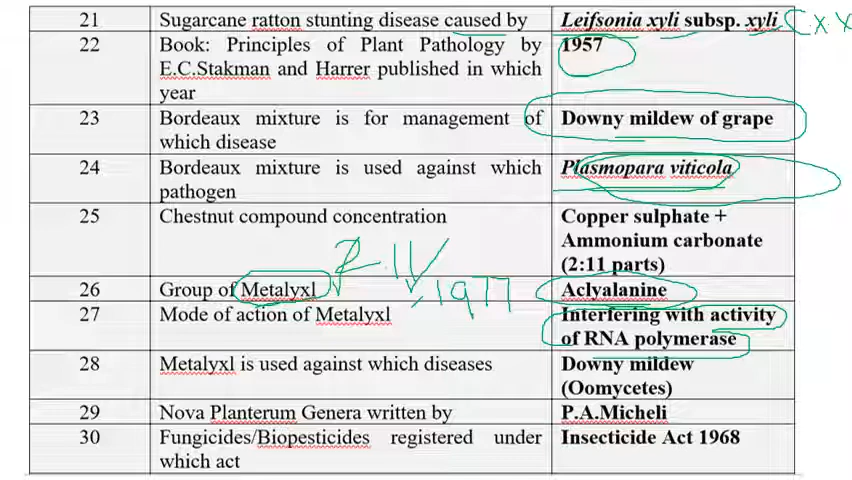 21 Sugarcane ratton stunting disease caused by Leifsonia xyli subsp. xyli CXX
22 Book: Principles of Plant Pathology by 1957
E.C.Stakman and Harrer published in which
year
23 Bordeaux mixture is for management of Downy mildew of grape
which disease
24 Bordeaux mixture is used against which Plasmopara viticola
pathogen
25 Chestnut compound concentration Copper sulphate +
Ammonium carbonate
(2:11 parts)
1977
26 Group of Metalyxl Aclyalanine
27 Mode of action of Metalyxl Interfering with activity
of RNA polymerase
28 Metalyxl is used against which diseases Downy mildew
(Oomycetes)
29 Nova Planterum Genera written by P.A.Micheli
30 Fungicides/Biopesticides registered under Insecticide Act 1968
which act